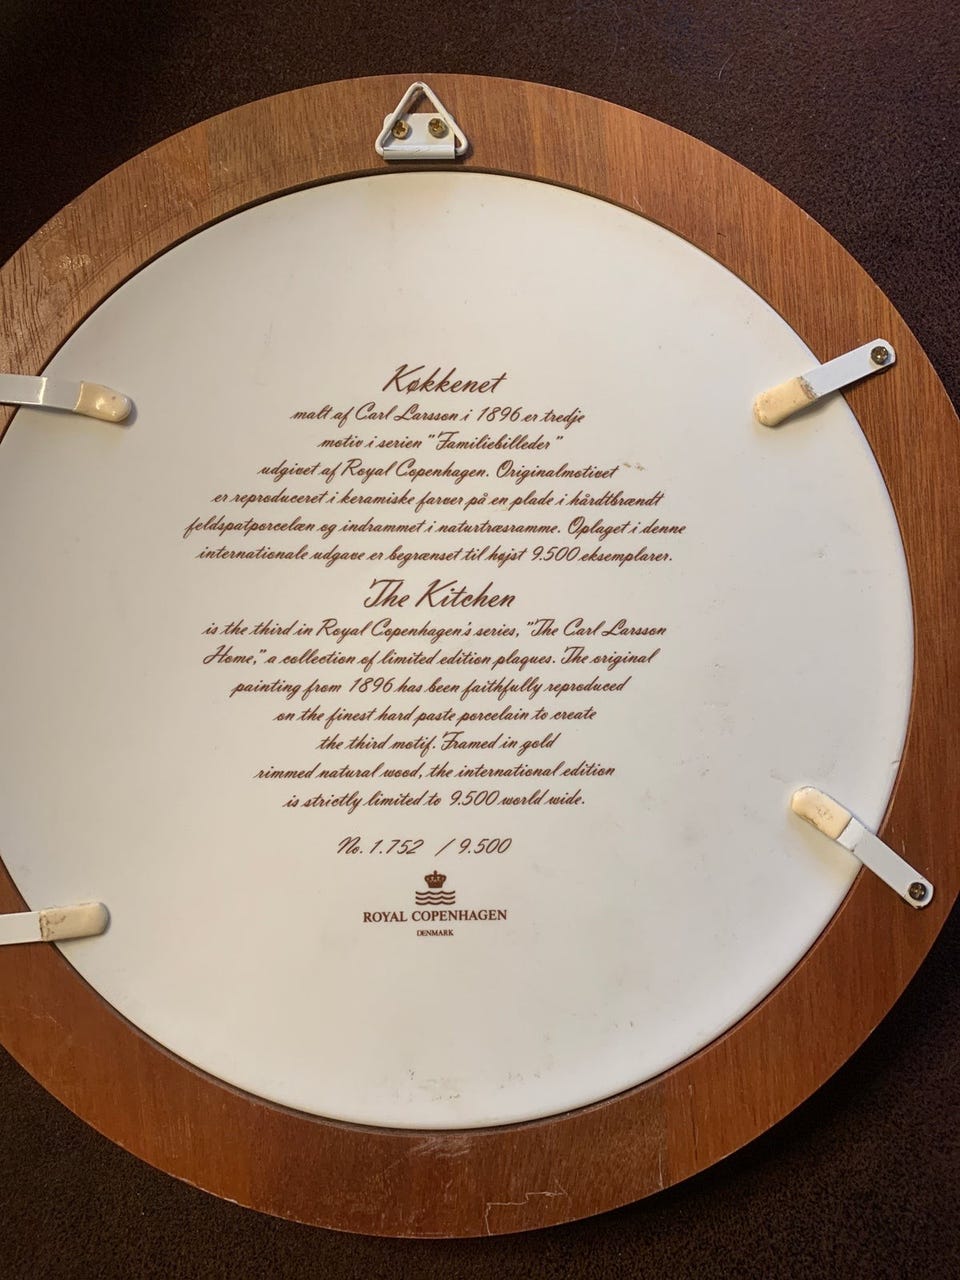 Køkkenet
malt af Carl Larsson i 1896 er tredje
motiv i serien "Familiebilleder"
udgivet af Royal Copenhagen. Originalmotivet
er reproduceret i keramiske farver på en plade i hårdtbrændt
feldspatporcelæn og indrammet i naturtræsramme. Oplaget i denne
internationale udgave er begrænset til højst 9.500 eksemplarer.
The Kitchen
is the third in Royal Copenhagen's series, "The Carl Larsson
Home," a collection of limited edition plaques. The original
painting from 1896 has been faithfully reproduced
on the finest hard paste porcelain to create
the third motif. Framed in gold
rimmed natural wood, the international edition
is strictly limited to 9.500 world wide.
No. 1.752 / 9.500
ROYAL COPENHAGEN
DENMARK